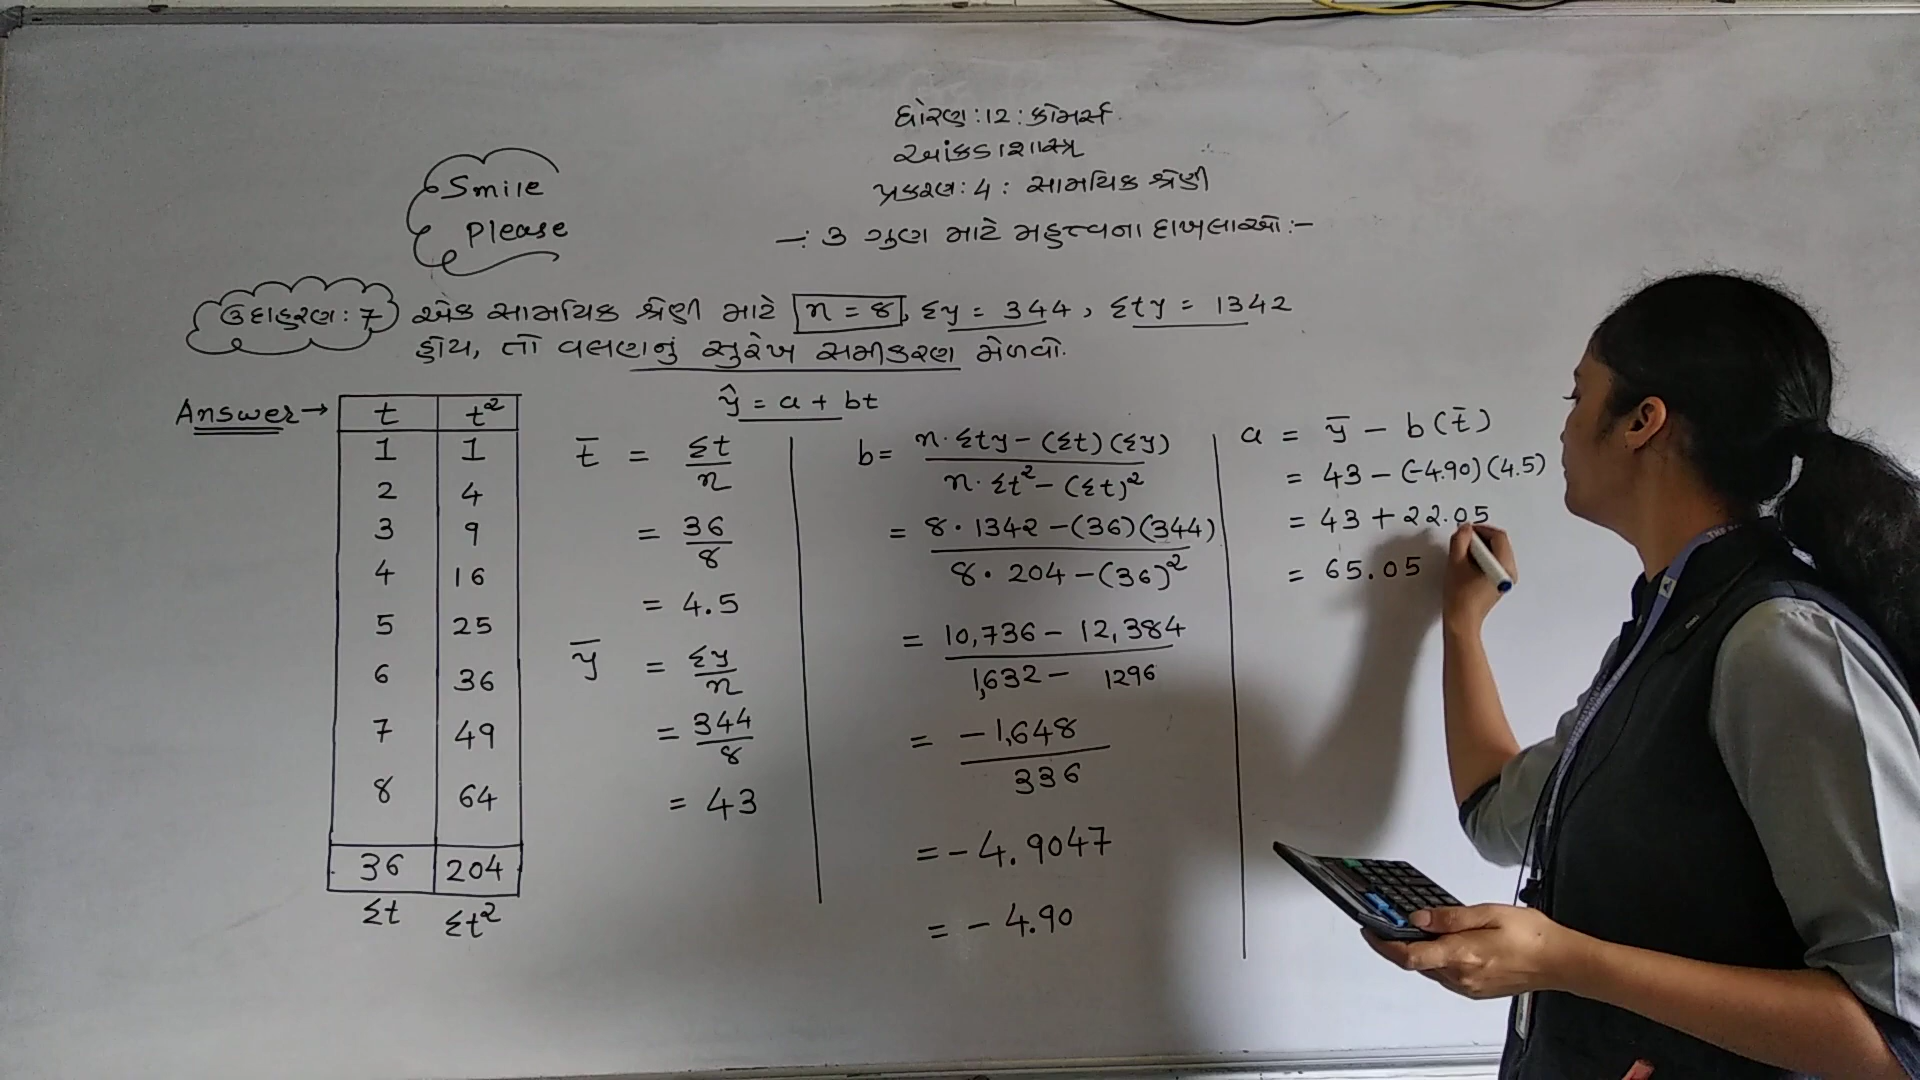 ધોરણ : 12 : કોમર્સ
આંકડાશાસ્ત્ર
પ્રકરણ : 4 : સામયિક શ્રેણી
-: 3 ગુણ માટે મહત્વના દાખલાઓ :-
Smile
Please
ઉદાહરણ : 7 એક સામયિક શ્રેણી માટે n = 8, Σy = 344, Σty = 1342
હોય, તો વલણનું સુરેખ સમીકરણ મેળવો.
Answer →
ŷ = a + bt
t t²
1 1
2 4
3 9
4 16
5 25
6 36
7 49
8 64
36 204
Σt Σt²
t̄ = Σt/n
= 36/8
= 4.5
ȳ = Σy/n
= 344/8
= 43
b = n·Σty - (Σt)(Σy) / n·Σt² - (Σt)²
= 8·1342 - (36)(344) / 8·204 - (36)²
= 10,736 - 12,384 / 1,632 - 1296
= -1,648 / 336
= -4.9047
= -4.90
a = ȳ - b(t̄)
= 43 - (-4.90)(4.5)
= 43 + 22.05
= 65.05